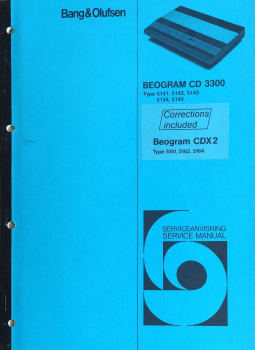 Bang&Olufsen
BEOGRAM CD 3300
Type 5141, 5142, 5143
5144, 5145
Corrections
included
Beogram CDX 2
Type 5161, 5162, 5164
SERVICEANVISNING
SERVICE MANUAL